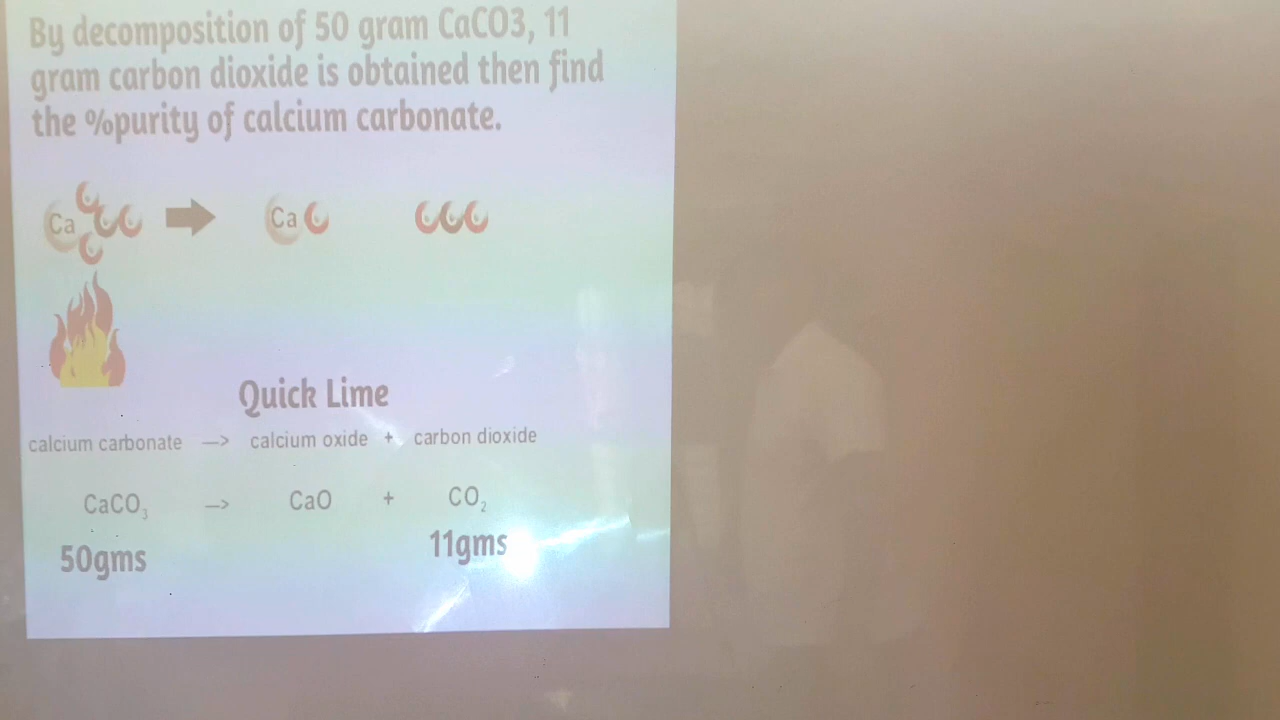 By decomposition of 50 gram CaCO3, 11
gram carbon dioxide is obtained then find
the %purity of calcium carbonate.
Ca
Ca
Quick Lime
calcium carbonate —> calcium oxide + carbon dioxide
CaCO₃ —> CaO + CO₂
50gms 11gms